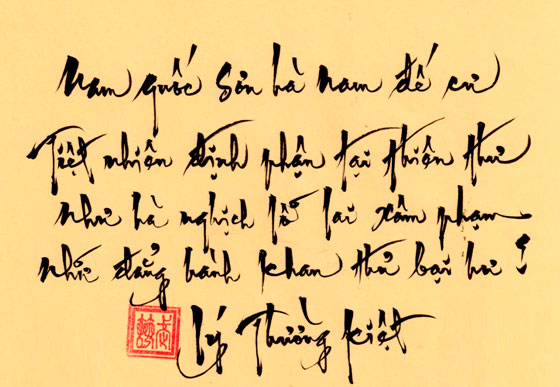 Nam quốc Sơn hà nam đế cư
Tiệt nhiên định phận tại thiên thư
như hà nghịch lỗ lai xâm phạm
nhữ đẳng hành khan thủ bại hư !
Lý Thường Kiệt